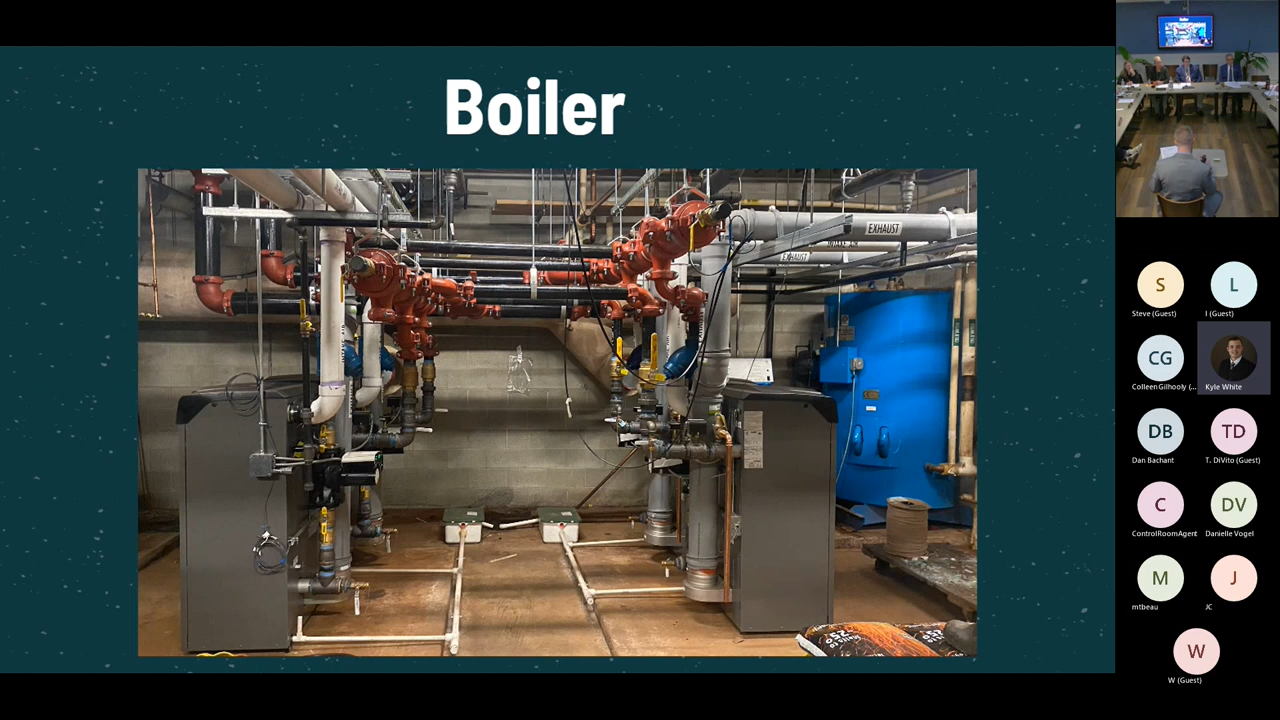 Boiler
EXHAUST
EXHAUST
S
Steve (Guest)
L
I (Guest)
CG
Colleen Gilhooly (...
Kyle White
DB
Dan Bachant
TD
T. DiVito (Guest)
C
ControlRoomAgent
DV
Danielle Vogel
M
mtbeau
J
JC
W
W (Guest)